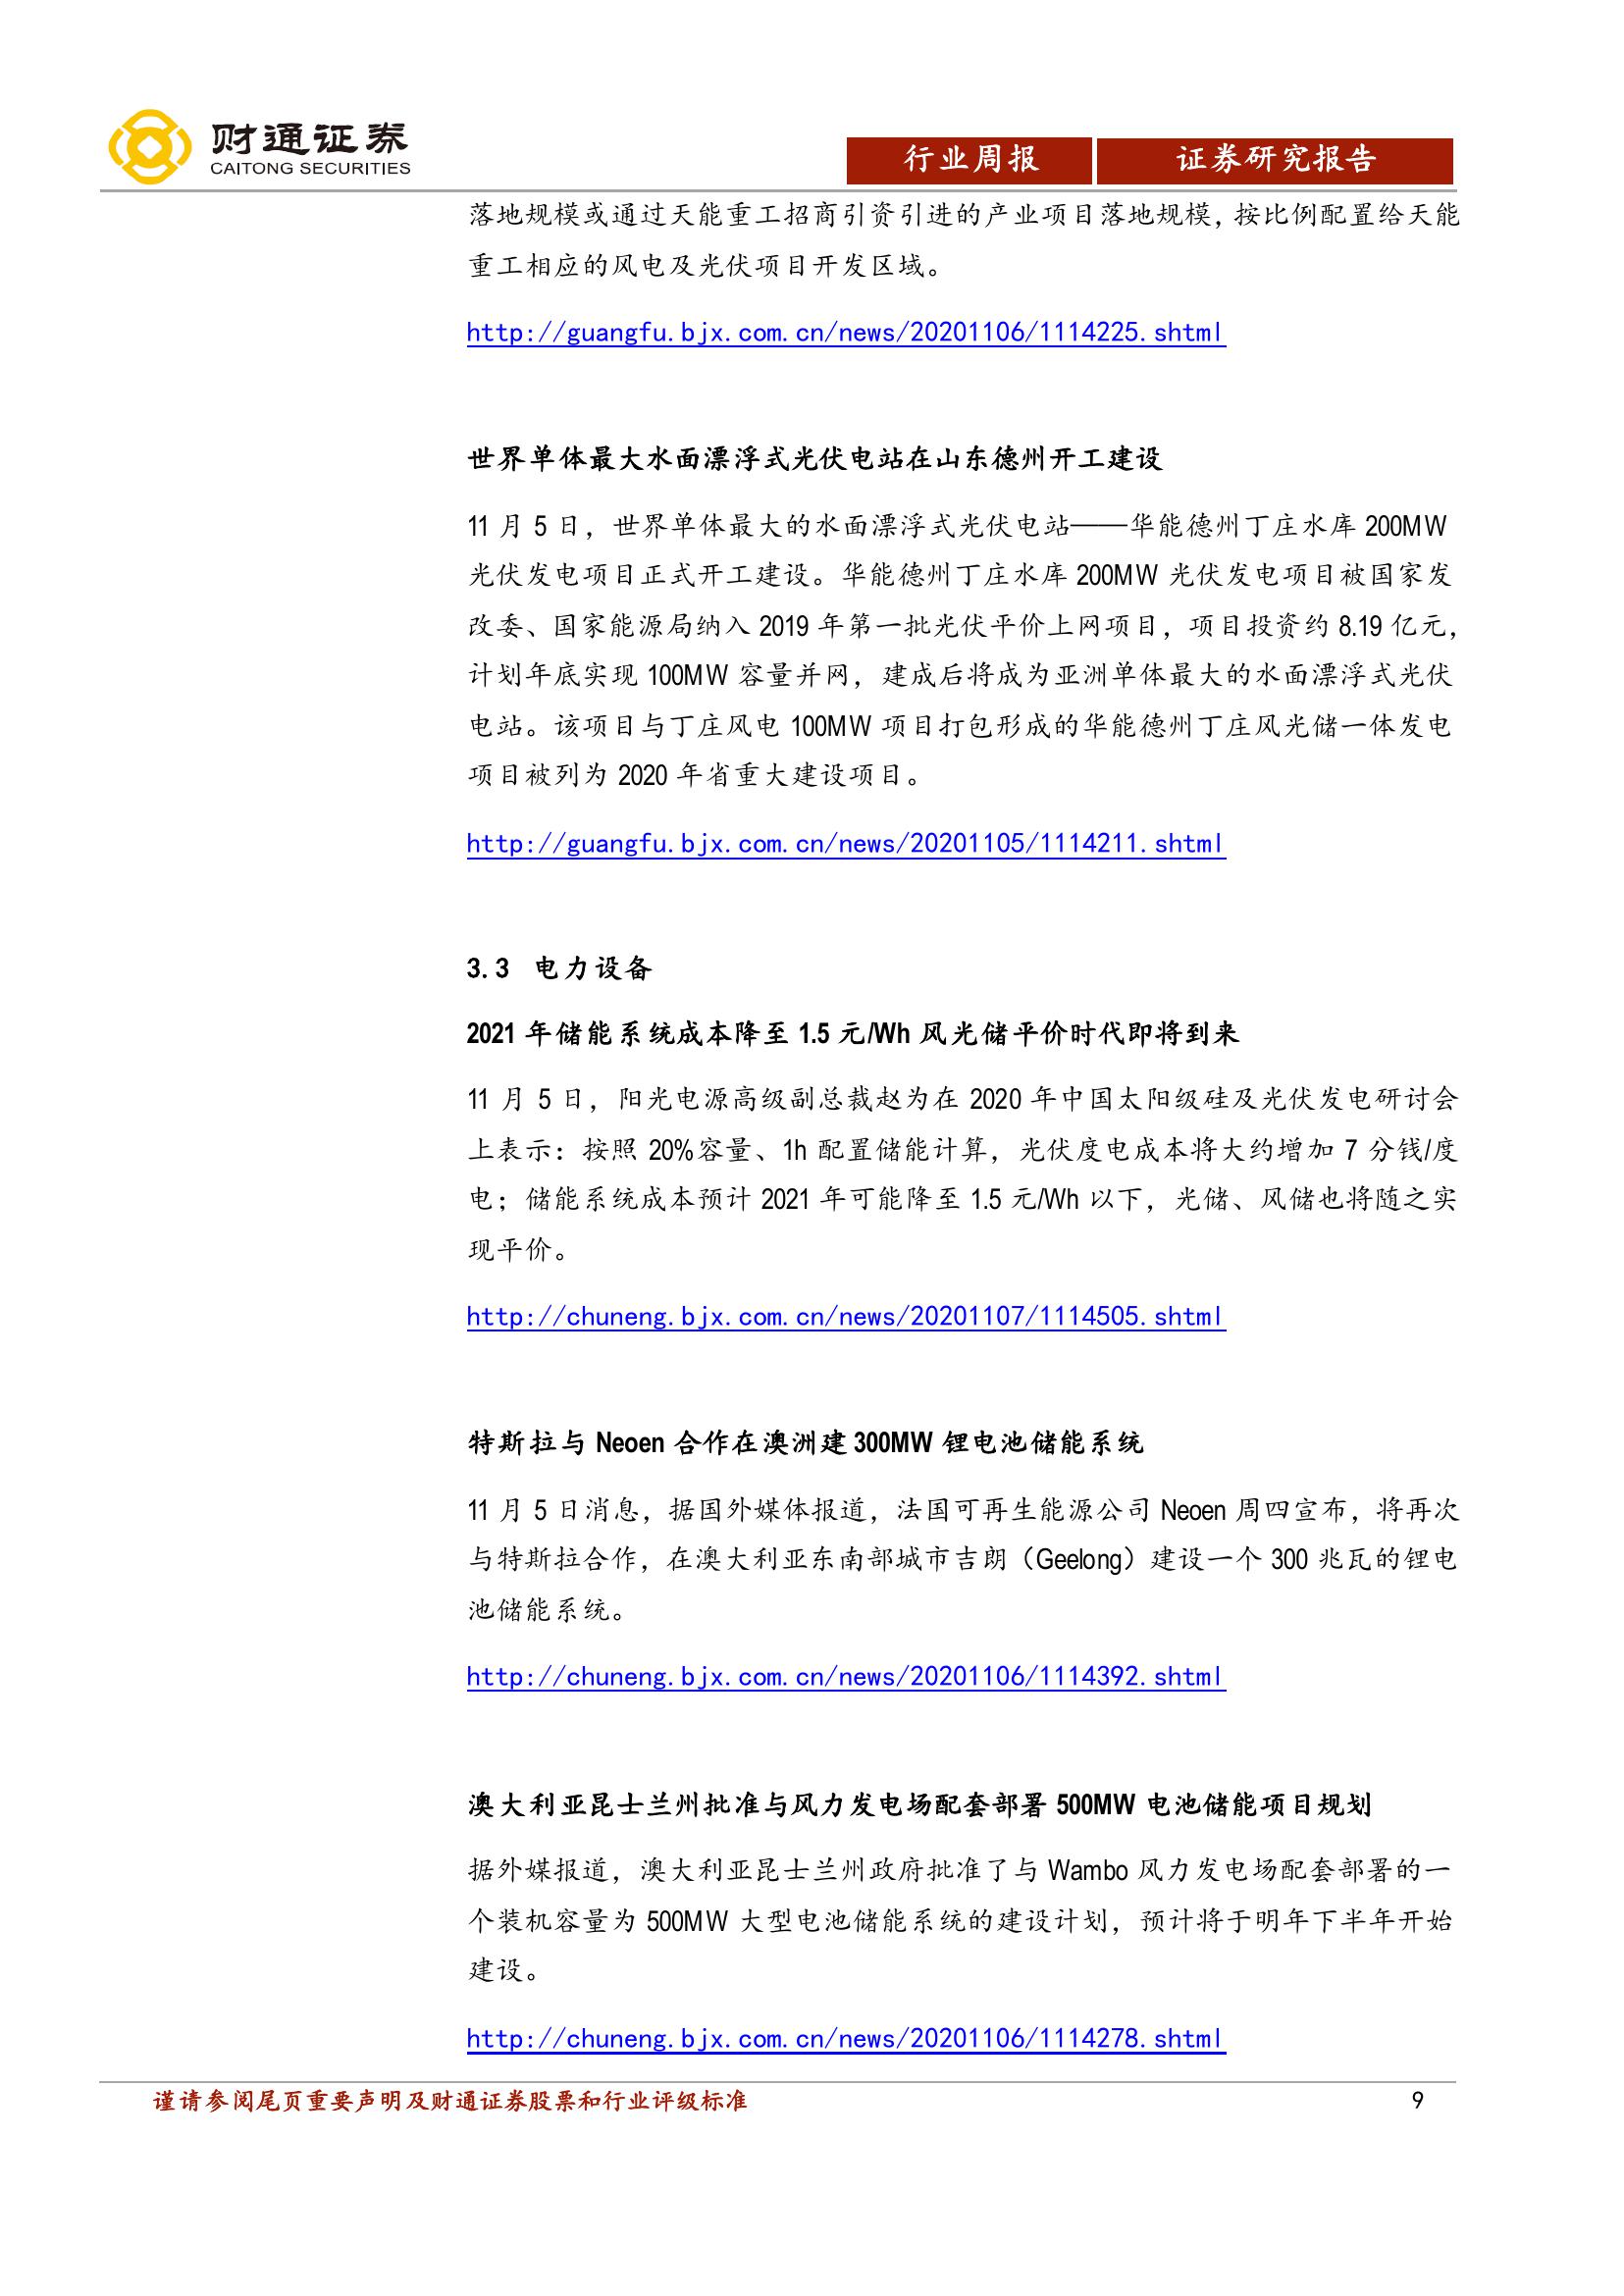 财通证券
CAITONG SECURITIES
行业周报
证券研究报告
落地规模或通过天能重工招商引资引进的产业项目落地规模，按比例配置给天能
重工相应的风电及光伏项目开发区域。
http://guangfu.bjx.com.cn/news/20201106/1114225.shtml
世界单体最大水面漂浮式光伏电站在山东德州开工建设
11 月 5 日，世界单体最大的水面漂浮式光伏电站——华能德州丁庄水库 200MW
光伏发电项目正式开工建设。华能德州丁庄水库 200MW 光伏发电项目被国家发
改委、国家能源局纳入 2019 年第一批光伏平价上网项目，项目投资约 8.19 亿元，
计划年底实现 100MW 容量并网，建成后将成为亚洲单体最大的水面漂浮式光伏
电站。该项目与丁庄风电 100MW 项目打包形成的华能德州丁庄风光储一体发电
项目被列为 2020 年省重大建设项目。
http://guangfu.bjx.com.cn/news/20201105/1114211.shtml
3.3 电力设备
2021 年储能系统成本降至 1.5 元/Wh 风光储平价时代即将到来
11 月 5 日，阳光电源高级副总裁赵为在 2020 年中国太阳级硅及光伏发电研讨会
上表示：按照 20%容量、1h 配置储能计算，光伏度电成本将大约增加 7 分钱/度
电；储能系统成本预计 2021 年可能降至 1.5 元/Wh 以下，光储、风储也将随之实
现平价。
http://chuneng.bjx.com.cn/news/20201107/1114505.shtml
特斯拉与 Neoen 合作在澳洲建 300MW 锂电池储能系统
11 月 5 日消息，据国外媒体报道，法国可再生能源公司 Neoen 周四宣布，将再次
与特斯拉合作，在澳大利亚东南部城市吉朗（Geelong）建设一个 300 兆瓦的锂电
池储能系统。
http://chuneng.bjx.com.cn/news/20201106/1114392.shtml
澳大利亚昆士兰州批准与风力发电场配套部署 500MW 电池储能项目规划
据外媒报道，澳大利亚昆士兰州政府批准了与 Wambo 风力发电场配套部署的一
个装机容量为 500MW 大型电池储能系统的建设计划，预计将于明年下半年开始
建设。
http://chuneng.bjx.com.cn/news/20201106/1114278.shtml
谨请参阅尾页重要声明及财通证券股票和行业评级标准
9